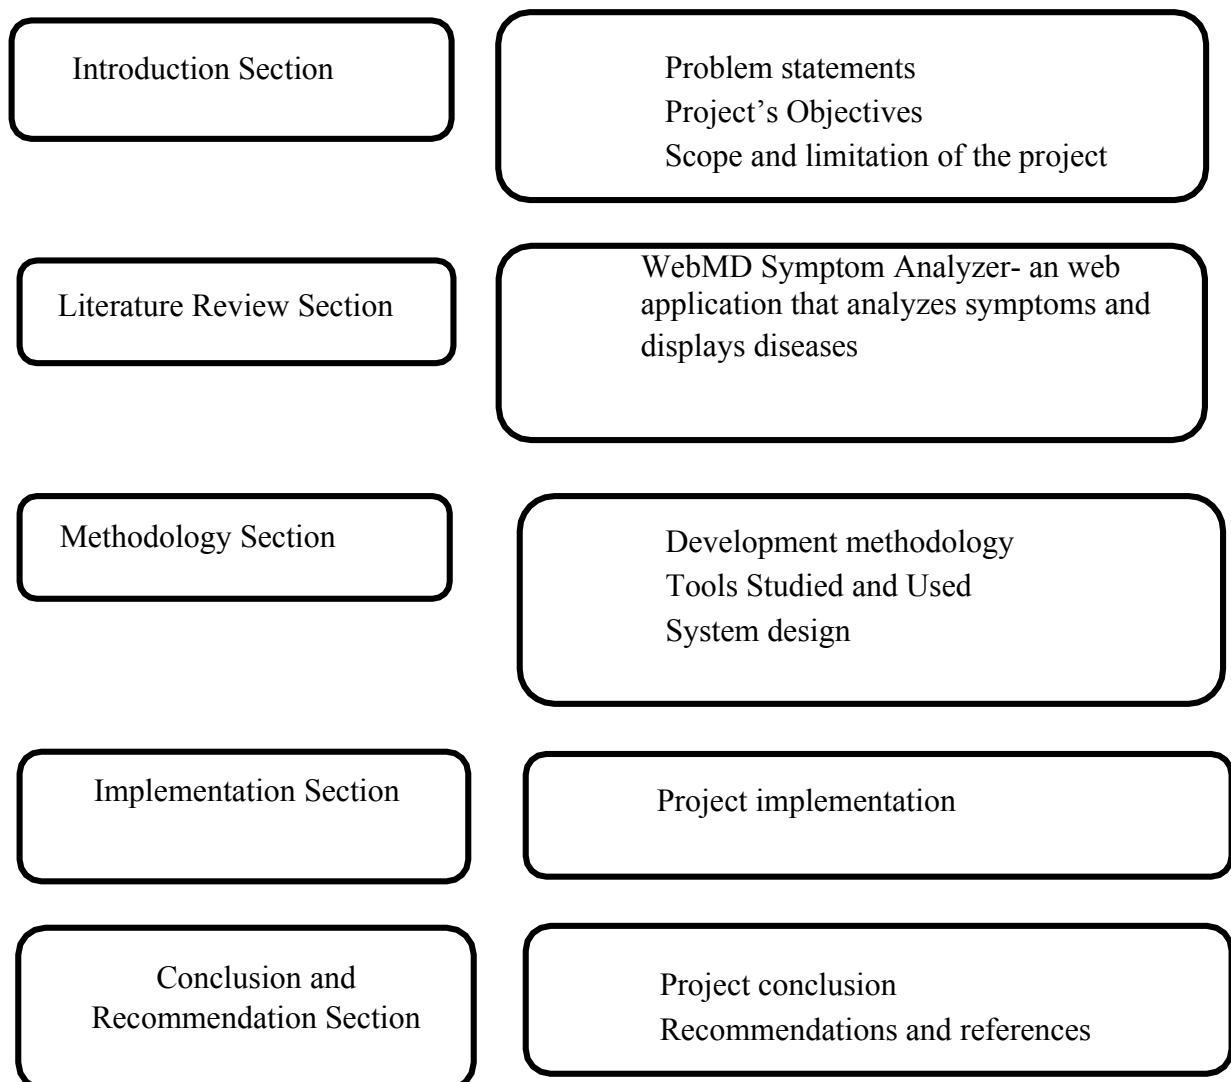 Introduction Section
Problem statements
Project’s Objectives
Scope and limitation of the project
Literature Review Section
WebMD Symptom Analyzer- an web
application that analyzes symptoms and
displays diseases
Methodology Section
Development methodology
Tools Studied and Used
System design
Implementation Section
Project implementation
Conclusion and
Recommendation Section
Project conclusion
Recommendations and references